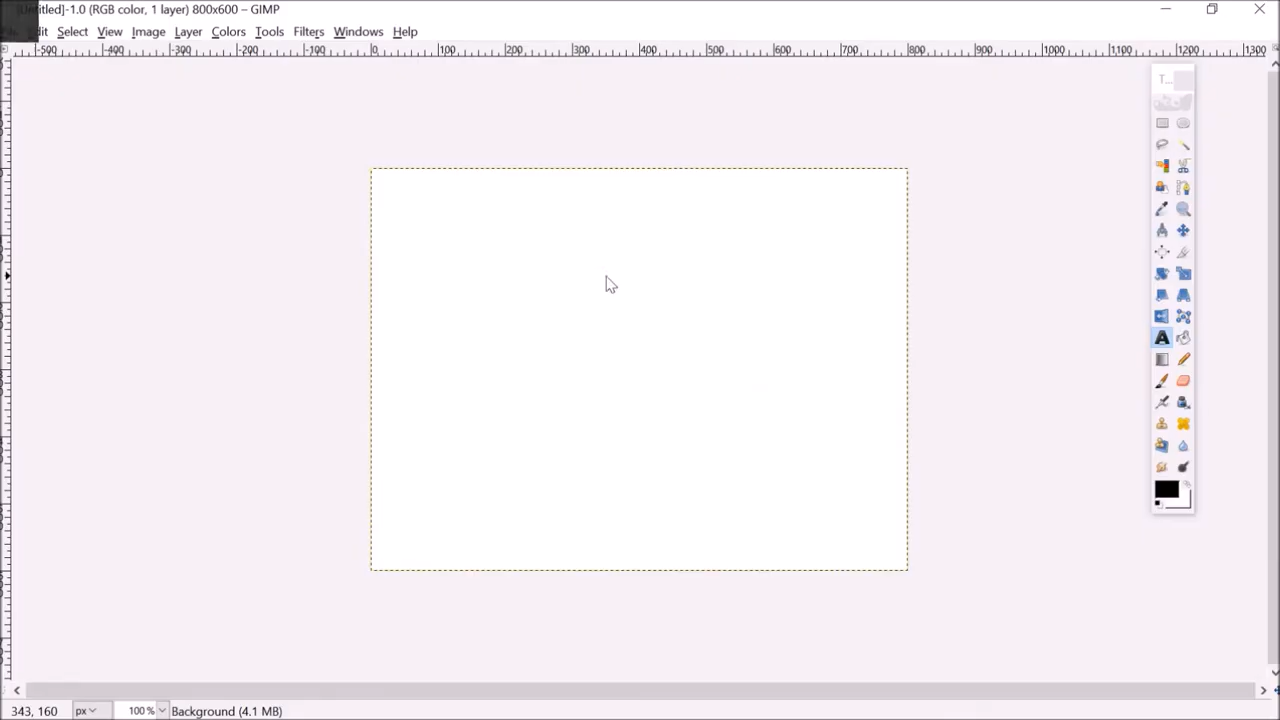 [Untitled]-1.0 (RGB color, 1 layer) 800x600 – GIMP
Edit Select View Image Layer Colors Tools Filters Windows Help
-500 -400 -300 -200 -100 0 100 200 300 400 500 600 700 800 900 1000 1100 1200 1300
T...
A
343, 160 px 100 % Background (4.1 MB)